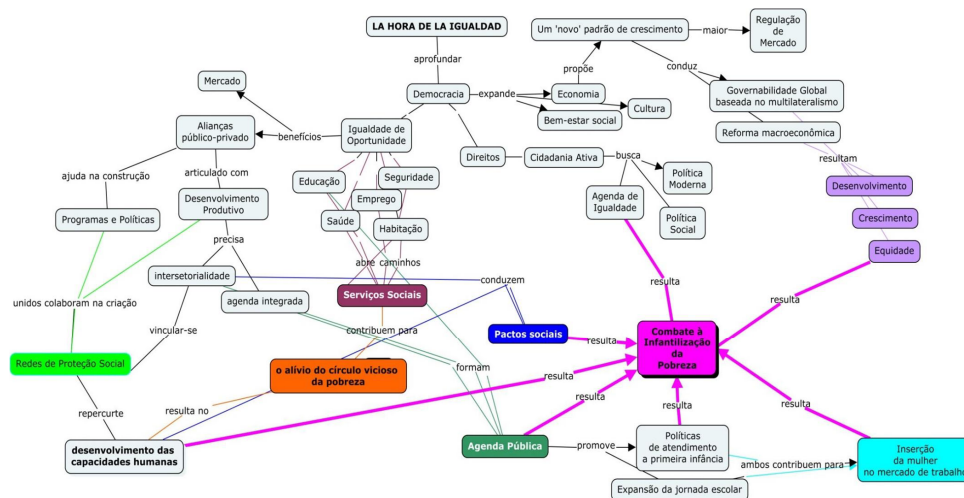 LA HORA DE LA IGUALDAD
Um 'novo' padrão de crescimento
maior
Regulação
de
Mercado
aprofundar
propõe
conduz
Mercado
Democracia
expande
Economia
Cultura
Bem-estar social
Governabilidade Global
baseada no multilateralismo
Reforma macroeconômica
Alianças
público-privado
benefícios
Igualdade de
Oportunidade
Direitos
Cidadania Ativa
busca
Política
Moderna
resultam
ajuda na construção
articulado com
Educação
Seguridade
Emprego
Saúde
Habitação
Agenda de
Igualdade
Política
Social
Desenvolvimento
Crescimento
Equidade
Programas e Políticas
Desenvolvimento
Produtivo
precisa
abre caminhos
intersetorialidade
agenda integrada
conduzem
Serviços Sociais
resulta
resulta
unidos colaboram na criação
vincular-se
contribuem para
Pactos sociais
resulta
Combate à
Infantilização
da
Pobreza
Redes de Proteção Social
o alívio do círculo vicioso
da pobreza
formam
resulta
resulta
resulta
resulta
repercurte
resulta no
desenvolvimento das
capacidades humanas
Agenda Pública
promove
Políticas
de atendimento
a primeira infância
ambos contribuem para
Inserção
da mulher
no mercado de trabalho
Expansão da jornada escolar